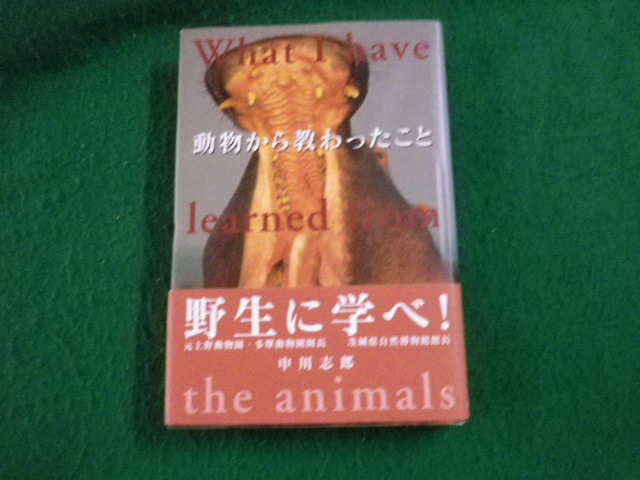 What I have
動物から教わったこと
learned from
野生に学べ!
元上野動物園・多摩動物園園長 茨城県自然博物館館長
中川志郎
the animals